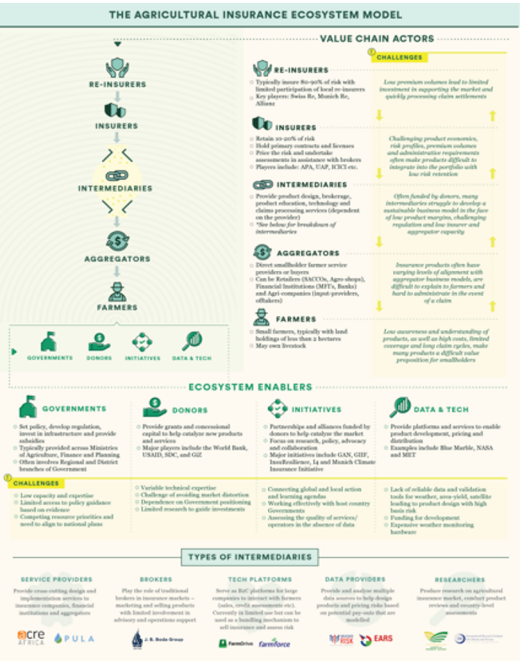 THE AGRICULTURAL INSURANCE ECOSYSTEM MODEL
VALUE CHAIN ACTORS
CHALLENGES
RE-INSURERS
INSURERS
INTERMEDIARIES
AGGREGATORS
FARMERS
GOVERNMENTS
DONORS
INITIATIVES
DATA & TECH
RE-INSURERS
Typically insure 80-90% of risk with
limited participation of local re-insurers
Key players: Swiss Re, Munich Re,
Allianz
Low premium volumes lead to limited
investment in supporting the market and
quickly processing claim settlements
INSURERS
Retain 10-20% of risk
Hold primary contracts and licences
Price the risk and undertake
assessments in assistance with brokers
Players include: APA, UAP, ICICI etc.
Challenging product economics,
risk profiles, premium volumes
and administrative requirements
often make products difficult to
integrate into the portfolio with
low risk retention
INTERMEDIARIES
Provide product design, brokerage,
product education, technology and
claims processing services (dependent
on the provider)
*See below for breakdown of
intermediaries
Often funded by donors, many
intermediaries struggle to develop a
sustainable business model in the face
of low product margins, challenging
regulation and low insurer and
aggregator capacity
AGGREGATORS
Direct smallholder farmer service
providers or buyers
Can be Retailers (SACCOs, Agro-shops),
Financial Institutions (MFI's, Banks)
and Agri-companies (input-providers,
offtakers)
Insurance products often have
varying levels of alignment with
aggregator business models, are
difficult to explain to farmers and
hard to administrate in the event
of a claim
FARMERS
Small farmers, typically with land
holdings of less than 2 hectares
May own livestock
Low awareness and understanding of
products, as well as high costs, limited
coverage and long claim cycles, make
many products a difficult value
proposition for smallholders
ECOSYSTEM ENABLERS
GOVERNMENTS
Set policy, develop regulation,
invest in infrastructure and provide
subsidies
Typically provided across Ministries
of Agriculture, Finance and Planning
Often involves Regional and District
branches of Government
DONORS
Provide grants and concessional
capital to help catalyze new products
and services
Major players include the World Bank,
USAID, SDC, and GIZ
INITIATIVES
Partnerships and alliances funded by
donors to help catalyze the market
Focus on research, policy, advocacy
and collaboration
Major initiatives include GAN, GIIF,
InsuResilience, I4 and Munich Climate
Insurance Initiative
DATA & TECH
Provide platforms and services to enable
product development, pricing and
distribution
Examples include Blue Marble, NASA
and MET
CHALLENGES
Low capacity and expertise
Limited access to policy guidance
based on evidence
Competing resource priorities and
need to align to national plans
Variable technical expertise
Challenge of avoiding market distortion
Dependence on Government positioning
Limited research to guide investments
Connecting global and local action
and learning agendas
Working effectively with host country
Governments
Assessing the quality of services/
operators in the absence of data
Lack of reliable data and validation
tools for weather, area-yield, satellite
leading to product design with high
basis risk
Funding for development
Expensive weather monitoring
hardware
TYPES OF INTERMEDIARIES
SERVICE PROVIDERS
Provide cross-cutting design and
implementation services to
insurance companies, financial
institutions and aggregators
BROKERS
Play the role of traditional
brokers in insurance markets –
marketing and selling products
with limited involvement in
advisory and operations support
TECH PLATFORMS
Serve as B2C platforms for large
companies to interact with farmers
(sales, credit assessments etc).
Currently in limited use but can be
used as a bundling mechanism to
sell insurance and assess risk
DATA PROVIDERS
Provide and analyse multiple
data sources to help design
products and pricing risks based
on potential pay-outs that are
modelled
RESEARCHERS
Produce research on agricultural
insurance market, conduct product
reviews and country-level
assessments
acre
AFRICA
PULA
J. B. Boda Group
FarmDrive
farmforce
RISK
EARS